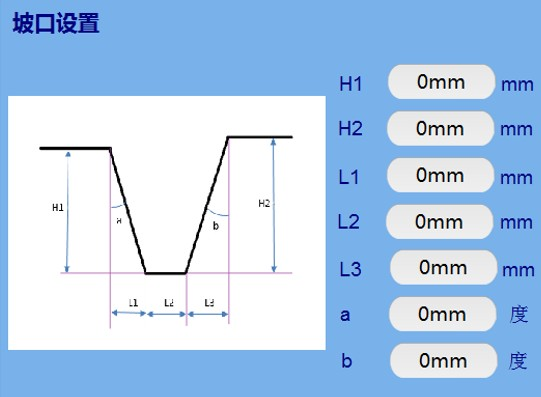 坡口设置
H1 0mm mm
H2 0mm mm
L1 0mm mm
L2 0mm mm
L3 0mm mm
a 0mm 度
b 0mm 度
H1
a
b
H2
L1 L2 L3